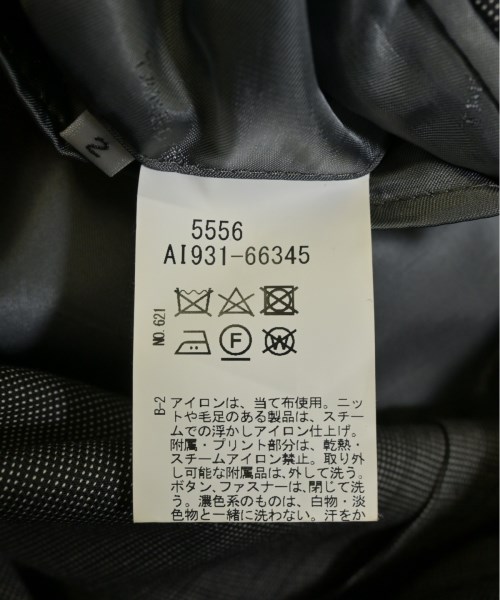 2
5556
AI931-66345
NO.621
F
W
B-2
アイロンは、当て布使用。ニッ
トや毛足のある製品は、スチー
ムでの浮かしアイロン仕上げ。
附属・プリント部分は、乾熱・
スチームアイロン禁止。取り外
し可能な附属品は、外して洗う。
ボタン、ファスナーは、閉じて洗
う。濃色系のものは、白物・淡
色物と一緒に洗わない。汗をか